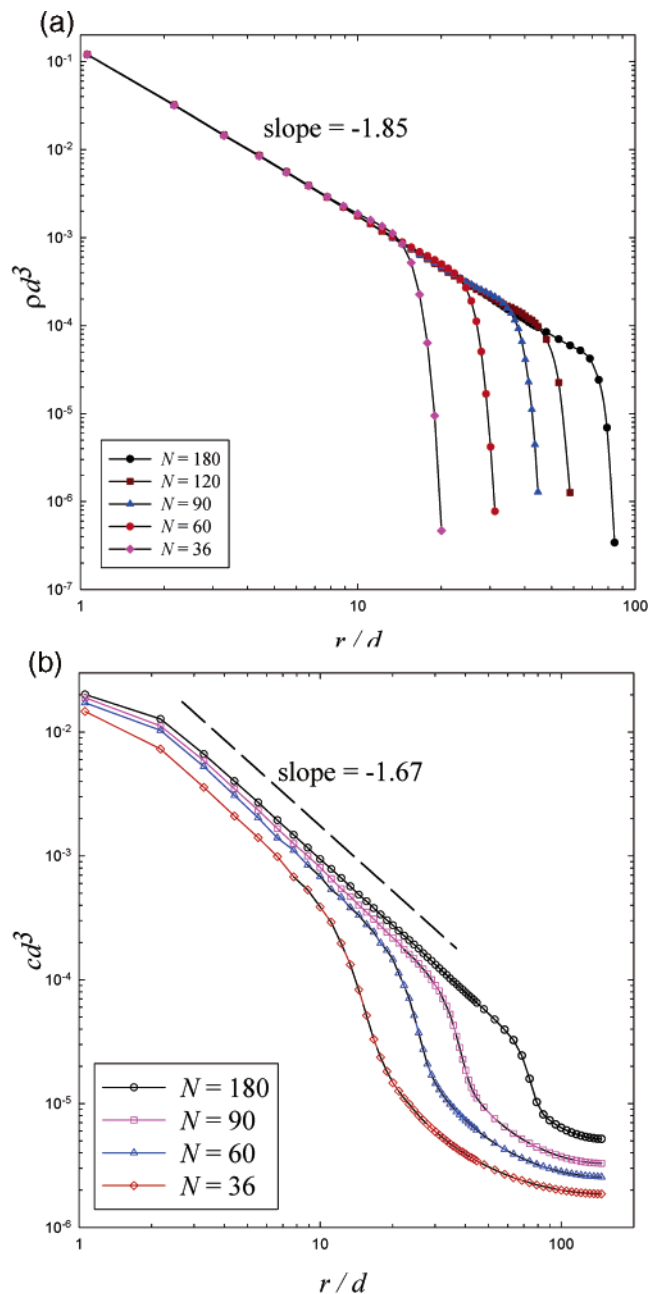 (a)
10^-1
10^-2
10^-3
10^-4
10^-5
10^-6
10^-7
ρd^3
slope = -1.85
N = 180
N = 120
N = 90
N = 60
N = 36
1 10 100
r / d
(b)
10^-2
10^-3
10^-4
10^-5
10^-6
cd^3
slope = -1.67
N = 180
N = 90
N = 60
N = 36
1 10 100
r / d